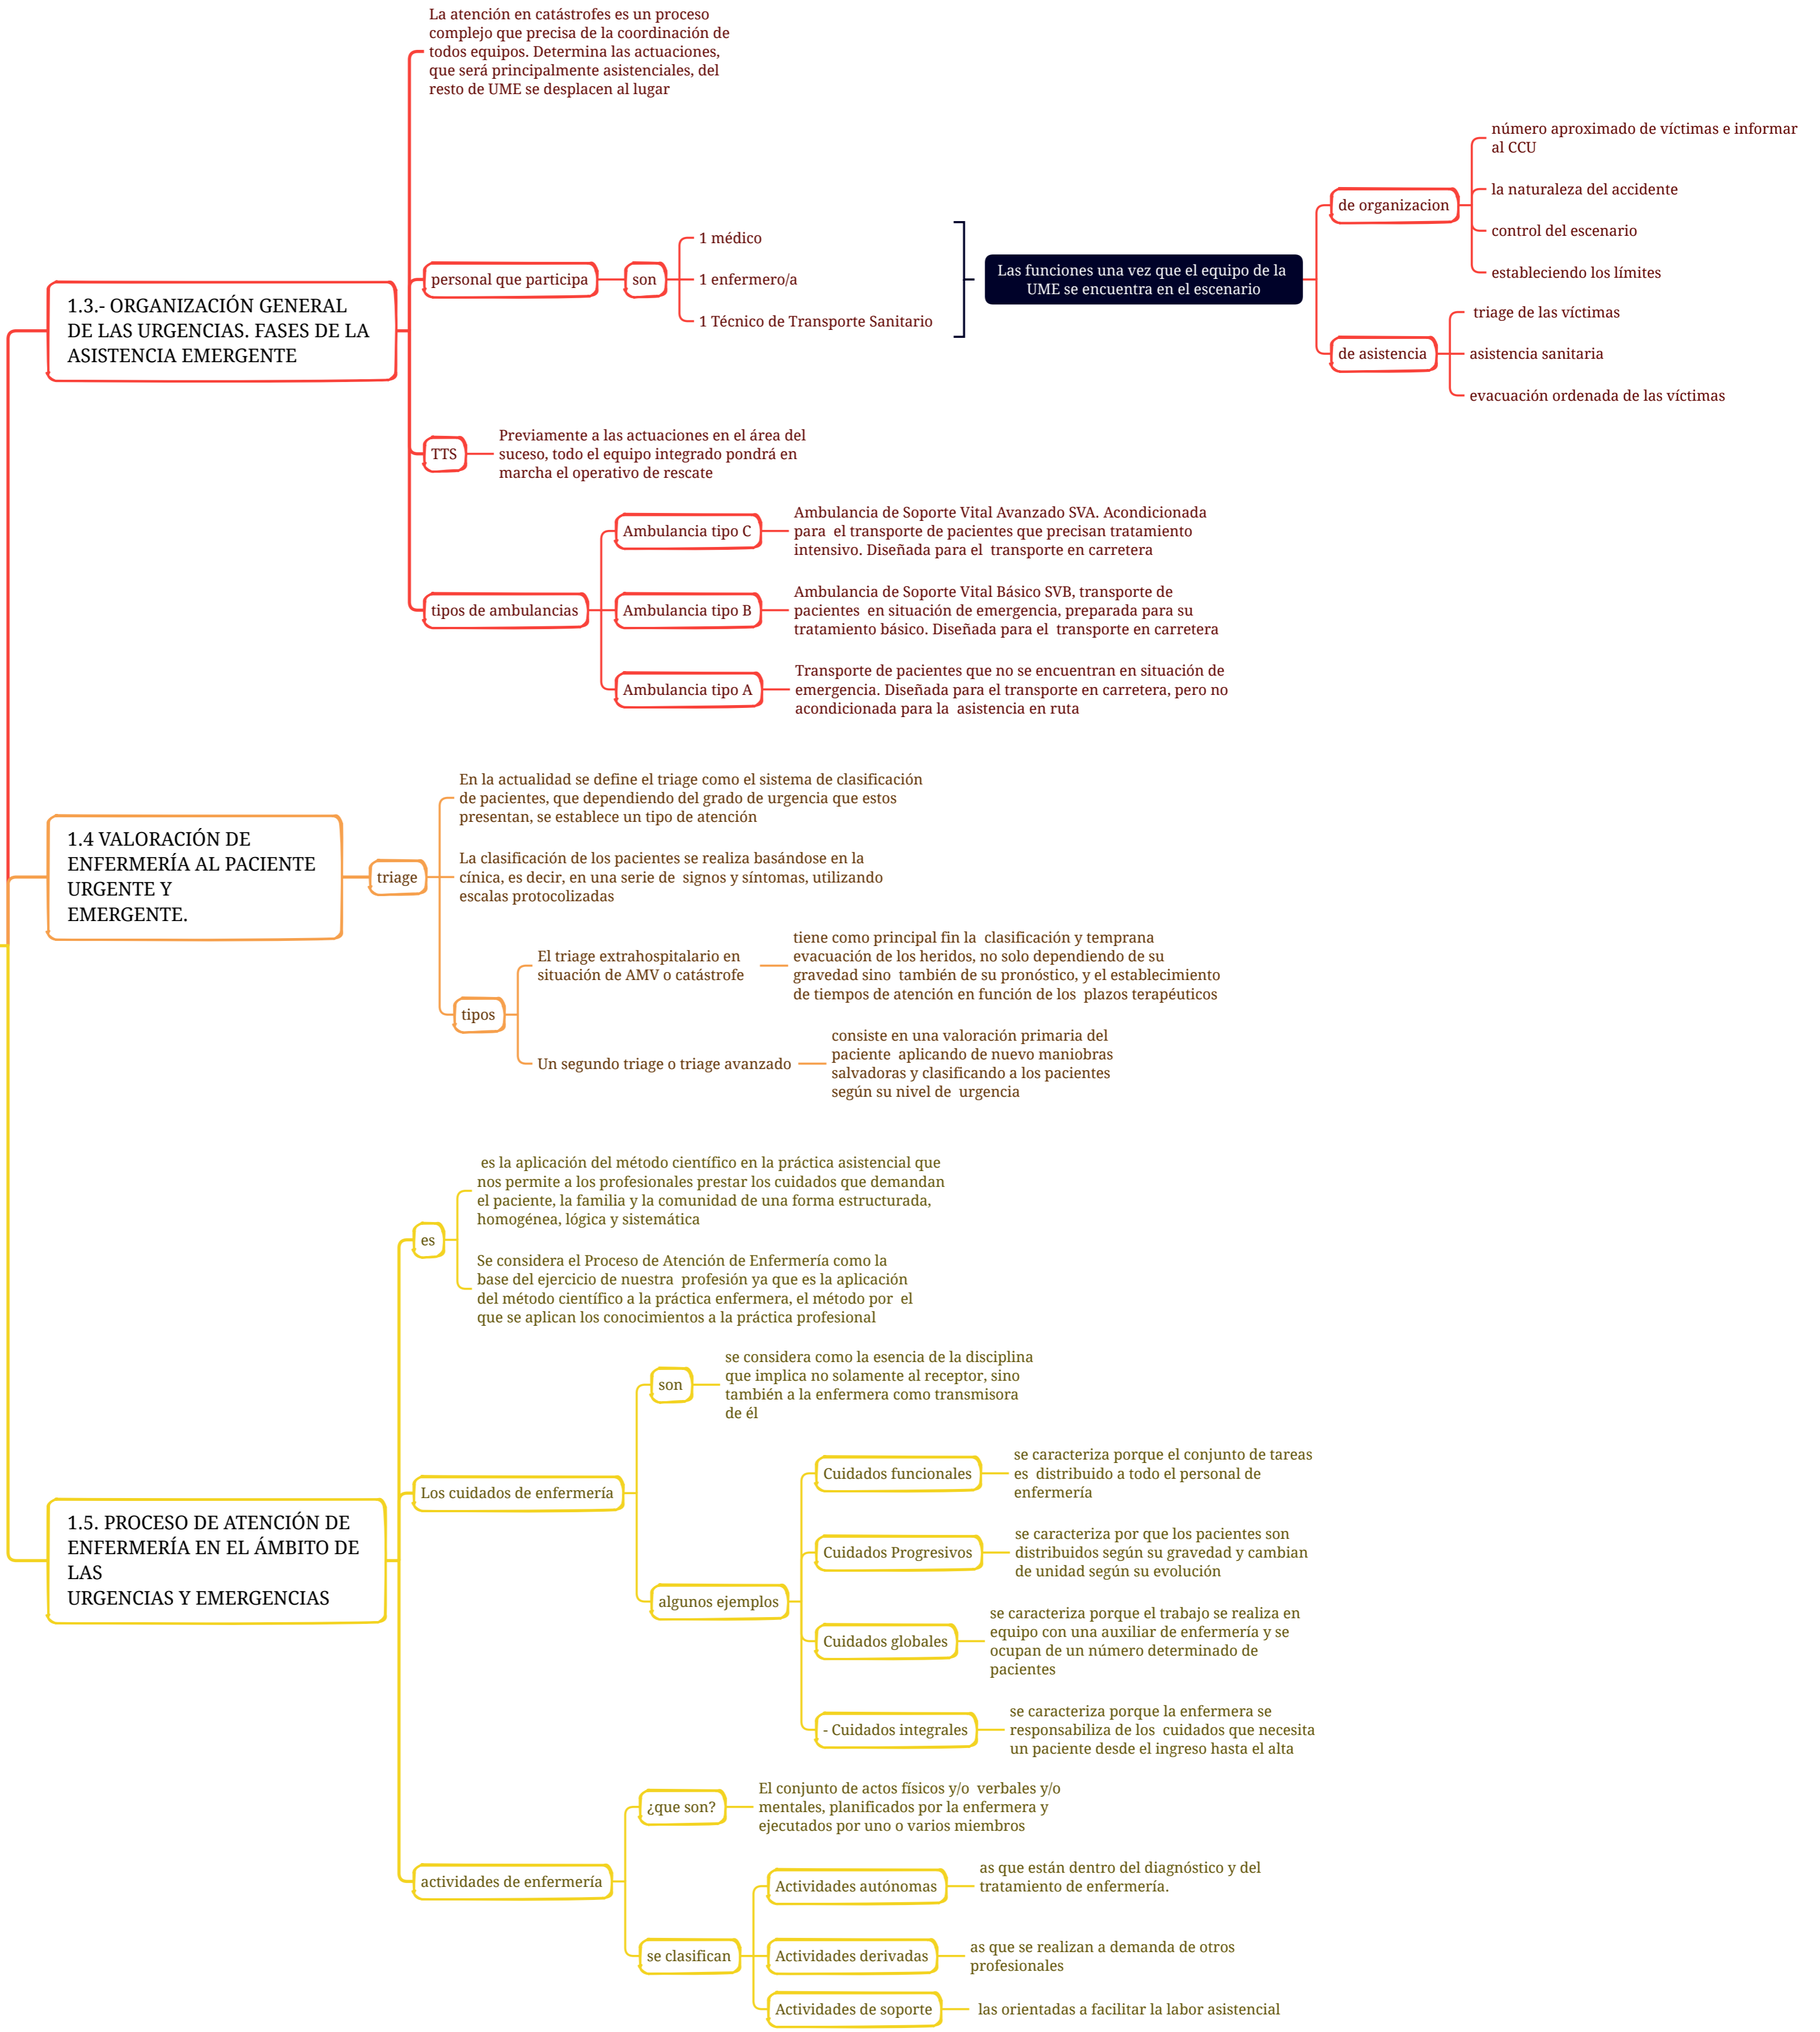 La atención en catástrofes es un proceso
complejo que precisa de la coordinación de
todos equipos. Determina las actuaciones,
que será principalmente asistenciales, del
resto de UME se desplacen al lugar
1.3.- ORGANIZACIÓN GENERAL
DE LAS URGENCIAS. FASES DE LA
ASISTENCIA EMERGENTE
personal que participa
son
1 médico
1 enfermero/a
1 Técnico de Transporte Sanitario
Las funciones una vez que el equipo de la
UME se encuentra en el escenario
de organizacion
número aproximado de víctimas e informar
al CCU
la naturaleza del accidente
control del escenario
estableciendo los límites
de asistencia
triage de las víctimas
asistencia sanitaria
evacuación ordenada de las víctimas
TTS
Previamente a las actuaciones en el área del
suceso, todo el equipo integrado pondrá en
marcha el operativo de rescate
tipos de ambulancias
Ambulancia tipo C
Ambulancia de Soporte Vital Avanzado SVA. Acondicionada
para  el transporte de pacientes que precisan tratamiento
intensivo. Diseñada para el  transporte en carretera
Ambulancia tipo B
Ambulancia de Soporte Vital Básico SVB, transporte de
pacientes  en situación de emergencia, preparada para su
tratamiento básico. Diseñada para el  transporte en carretera
Ambulancia tipo A
Transporte de pacientes que no se encuentran en situación de
emergencia. Diseñada para el transporte en carretera, pero no
acondicionada para la  asistencia en ruta
1.4 VALORACIÓN DE
ENFERMERÍA AL PACIENTE
URGENTE Y
EMERGENTE.
triage
En la actualidad se define el triage como el sistema de clasificación
de pacientes, que dependiendo del grado de urgencia que estos
presentan, se establece un tipo de atención
La clasificación de los pacientes se realiza basándose en la
cínica, es decir, en una serie de  signos y síntomas, utilizando
escalas protocolizadas
tipos
El triage extrahospitalario en
situación de AMV o catástrofe
tiene como principal fin la  clasificación y temprana
evacuación de los heridos, no solo dependiendo de su
gravedad sino  también de su pronóstico, y el establecimiento
de tiempos de atención en función de los  plazos terapéuticos
Un segundo triage o triage avanzado
consiste en una valoración primaria del
paciente  aplicando de nuevo maniobras
salvadoras y clasificando a los pacientes
según su nivel de  urgencia
1.5. PROCESO DE ATENCIÓN DE
ENFERMERÍA EN EL ÁMBITO DE
LAS
URGENCIAS Y EMERGENCIAS
es
es la aplicación del método científico en la práctica asistencial que
nos permite a los profesionales prestar los cuidados que demandan
el paciente, la familia y la comunidad de una forma estructurada,
homogénea, lógica y sistemática
Se considera el Proceso de Atención de Enfermería como la
base del ejercicio de nuestra  profesión ya que es la aplicación
del método científico a la práctica enfermera, el método por  el
que se aplican los conocimientos a la práctica profesional
Los cuidados de enfermería
son
se considera como la esencia de la disciplina
que implica no solamente al receptor, sino
también a la enfermera como transmisora
de él
algunos ejemplos
Cuidados funcionales
se caracteriza porque el conjunto de tareas
es  distribuido a todo el personal de
enfermería
Cuidados Progresivos
se caracteriza por que los pacientes son
distribuidos según su gravedad y cambian
de unidad según su evolución
Cuidados globales
se caracteriza porque el trabajo se realiza en
equipo con una auxiliar de enfermería y se
ocupan de un número determinado de
pacientes
- Cuidados integrales
se caracteriza porque la enfermera se
responsabiliza de los  cuidados que necesita
un paciente desde el ingreso hasta el alta
actividades de enfermería
¿que son?
El conjunto de actos físicos y/o  verbales y/o
mentales, planificados por la enfermera y
ejecutados por uno o varios miembros
se clasifican
Actividades autónomas
as que están dentro del diagnóstico y del
tratamiento de enfermería.
Actividades derivadas
as que se realizan a demanda de otros
profesionales
Actividades de soporte
las orientadas a facilitar la labor asistencial